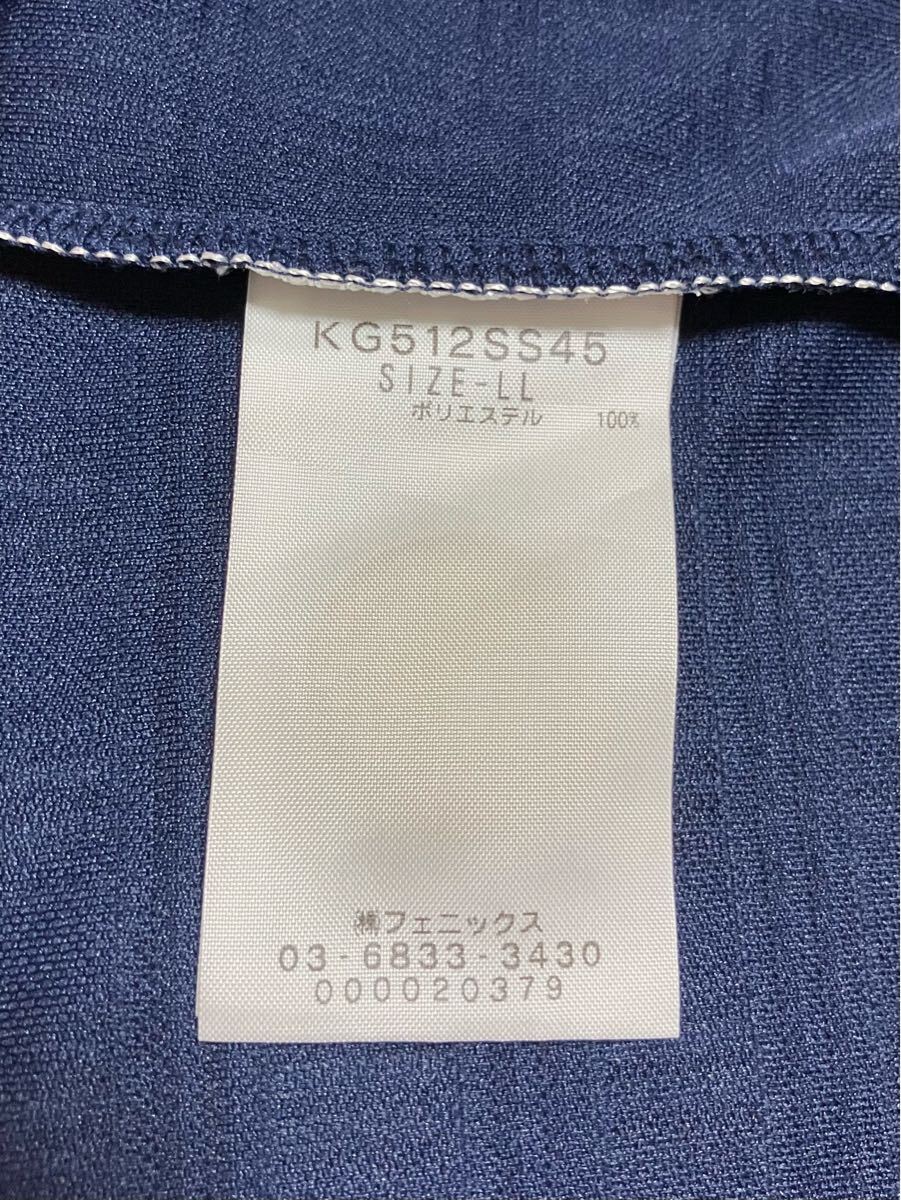 KG512SS45
SIZE-LL
ポリエステル 100%
㈱フェニックス
03-6833-3430
000020379